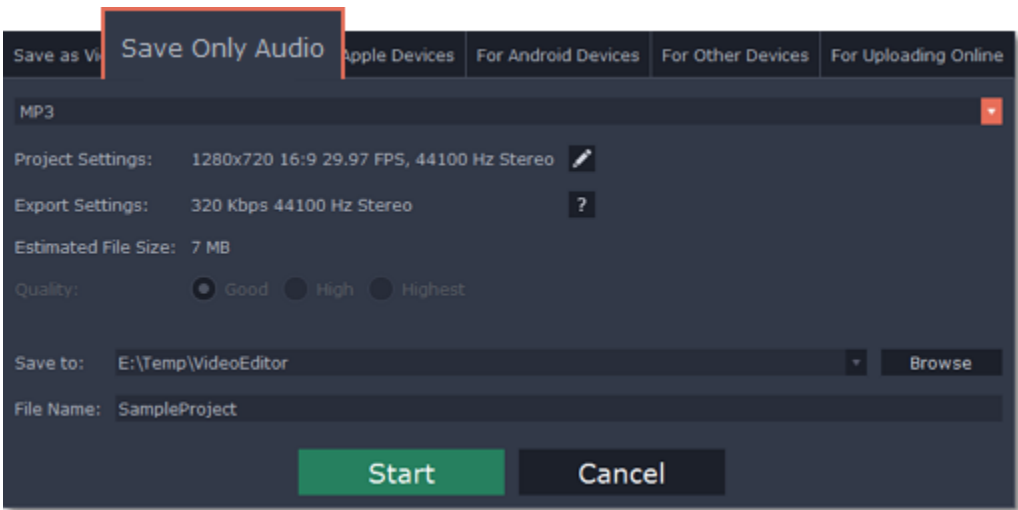 Save as Vi Save Only Audio Apple Devices For Android Devices For Other Devices For Uploading Online
MP3
Project Settings: 1280x720 16:9 29.97 FPS, 44100 Hz Stereo
Export Settings: 320 Kbps 44100 Hz Stereo ?
Estimated File Size: 7 MB
Quality: Good High Highest
Save to: E:\Temp\VideoEditor Browse
File Name: SampleProject
Start Cancel